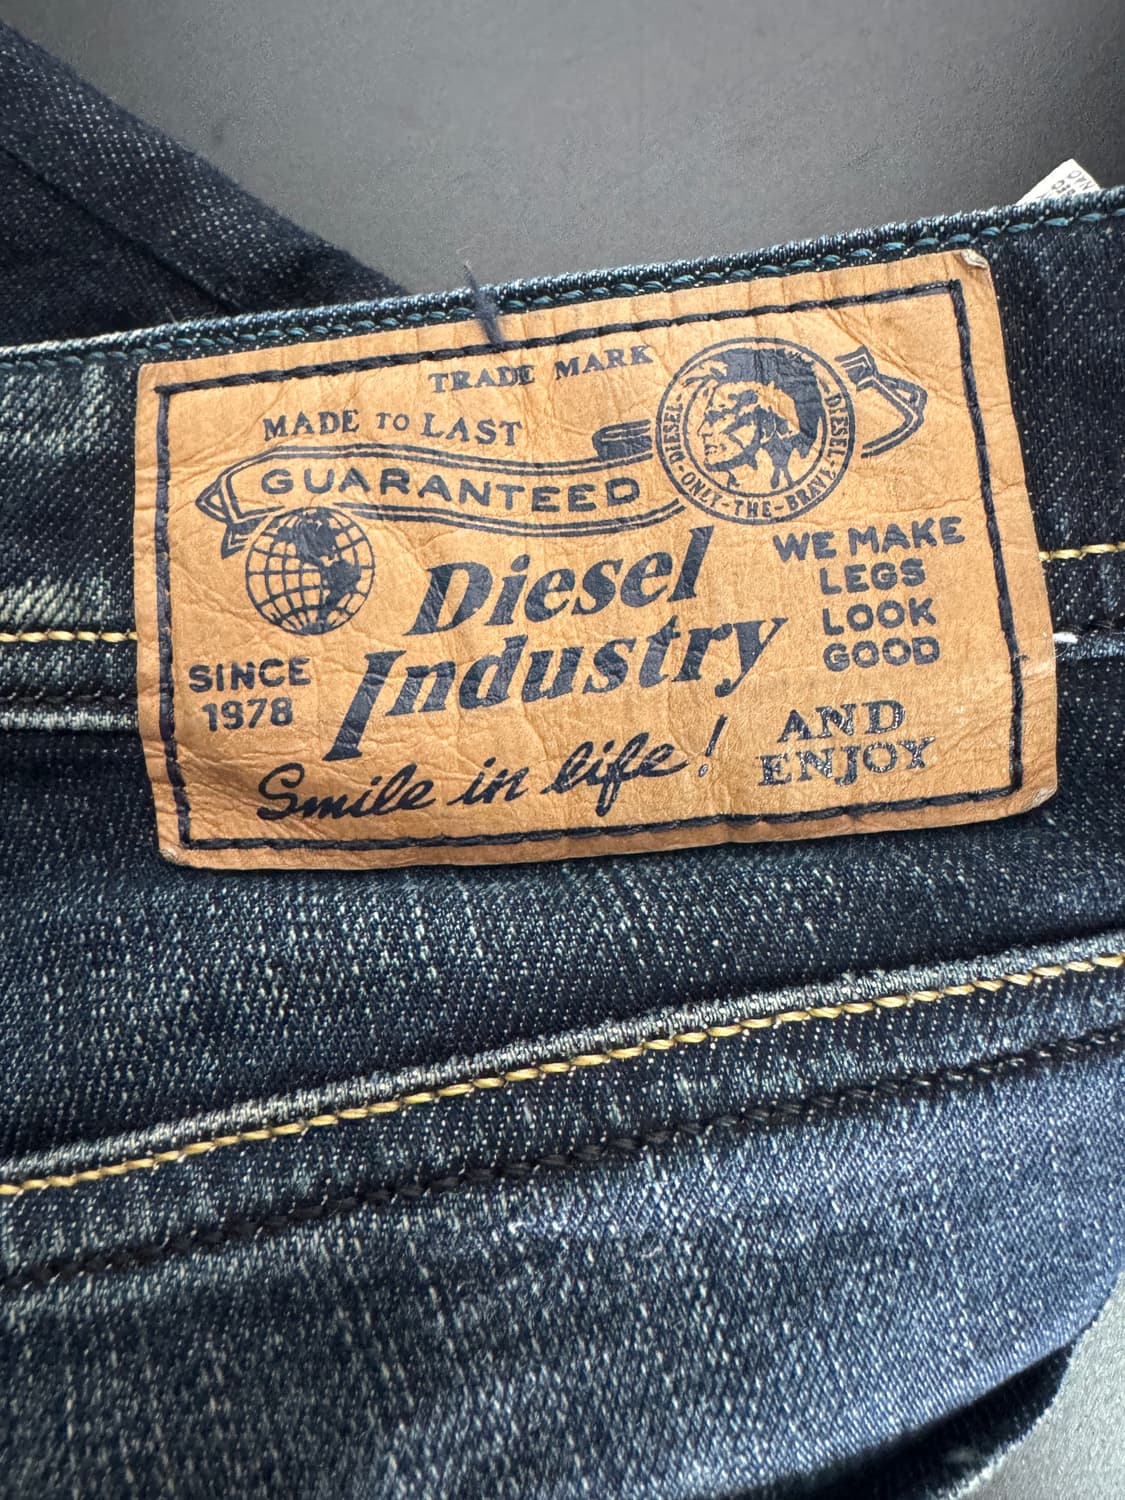 TRADE MARK
MADE TO LAST
GUARANTEED
DIESEL-ONLY-THE-BRAVE-DIESEL-
Diesel
Industry
SINCE
1978
Smile in life!
WE MAKE
LEGS
LOOK
GOOD
AND
ENJOY